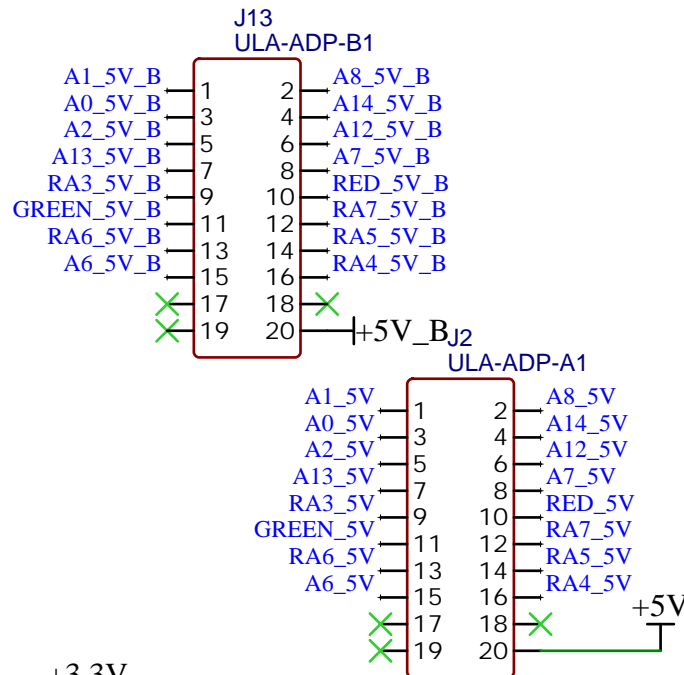 J13
ULA-ADP-B1
A1_5V_B 1 2 A8_5V_B
A0_5V_B 3 4 A14_5V_B
A2_5V_B 5 6 A12_5V_B
A13_5V_B 7 8 A7_5V_B
RA3_5V_B 9 10 RED_5V_B
GREEN_5V_B 11 12 RA7_5V_B
RA6_5V_B 13 14 RA5_5V_B
A6_5V_B 15 16 RA4_5V_B
17 18
19 20 +5V_B
J2
ULA-ADP-A1
A1_5V 1 2 A8_5V
A0_5V 3 4 A14_5V
A2_5V 5 6 A12_5V
A13_5V 7 8 A7_5V
RA3_5V 9 10 RED_5V
GREEN_5V 11 12 RA7_5V
RA6_5V 13 14 RA5_5V
A6_5V 15 16 RA4_5V
17 18 +5V
19 20
+3.3V